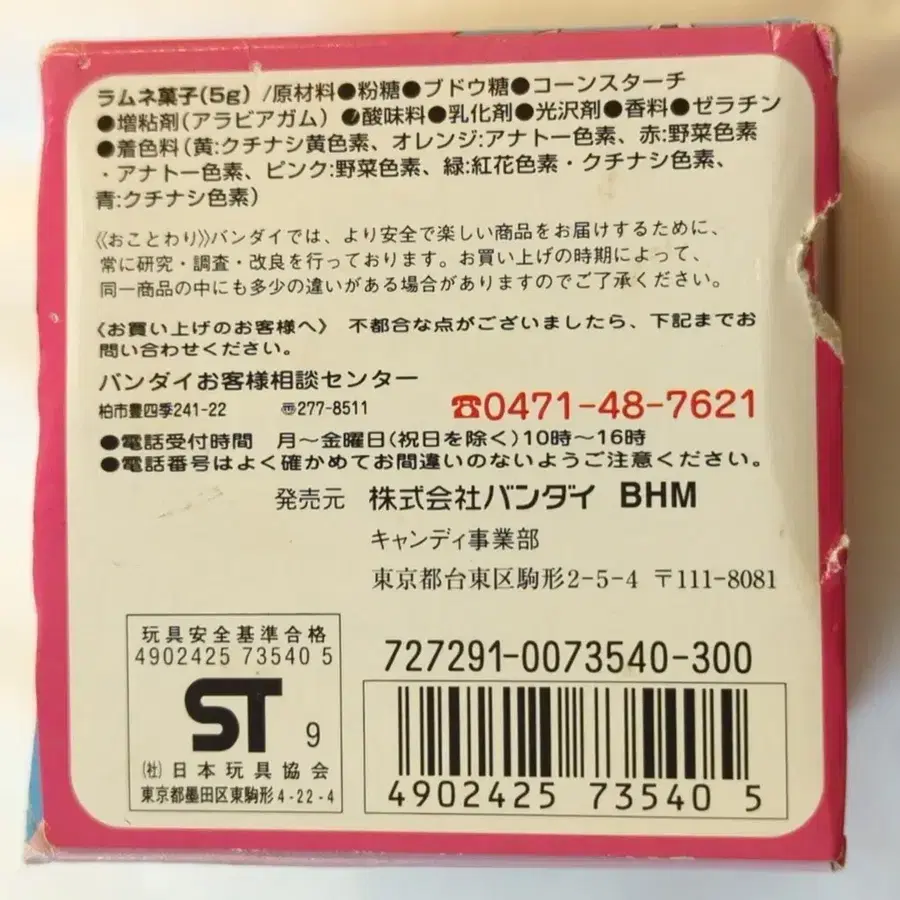 ラムネ菓子(5g)/原材料●粉糖●ブドウ糖●コーンスターチ
●増粘剤(アラビアガム)●酸味料●乳化剤●光沢剤●香料●ゼラチン
●着色料(黄:クチナシ黄色素、オレンジ:アナトー色素、赤:野菜色素
・アナトー色素、ピンク:野菜色素、緑:紅花色素・クチナシ色素、
青:クチナシ色素)
《おことわり》バンダイでは、より安全で楽しい商品をお届けするために、
常に研究・調査・改良を行っております。お買い上げの時期によって、
同一商品の中にも多少の違いがある場合がありますのでご了承ください。
〈お買い上げのお客様へ〉 不都合な点がございましたら、下記までお
問い合わせください。
バンダイお客様相談センター
柏市豊四季241-22 〠277-8511 ☎0471-48-7621
●電話受付時間 月〜金曜日(祝日を除く)10時〜16時
●電話番号はよく確かめてお間違いのないようご注意ください。
発売元 株式会社バンダイ BHM
キャンディ事業部
東京都台東区駒形2-5-4 〒111-8081
玩具安全基準合格
4902425 73540 5
ST 9
(社)日本玩具協会
東京都墨田区東駒形4-22-4
727291-0073540-300
4902425 73540 5